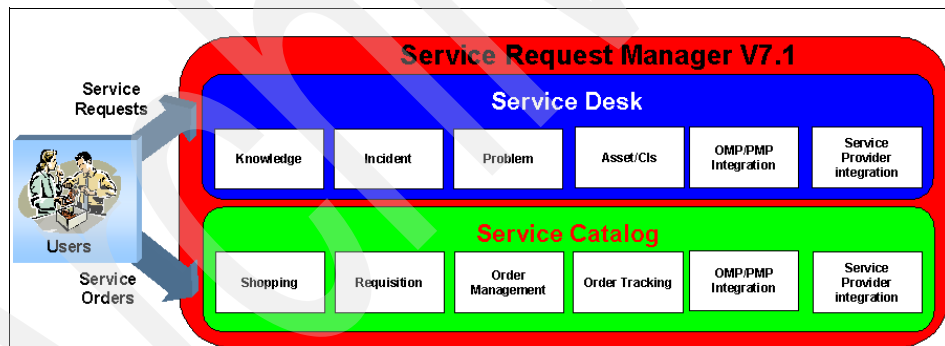 Service Request Manager V7.1
Service
Requests
Service Desk
Knowledge
Incident
Problem
Asset/CIs
OMP/PMP
Integration
Service
Provider
integration
Users
Service Catalog
Service
Orders
Shopping
Requisition
Order
Management
Order Tracking
OMP/PMP
Integration
Service
Provider
integration